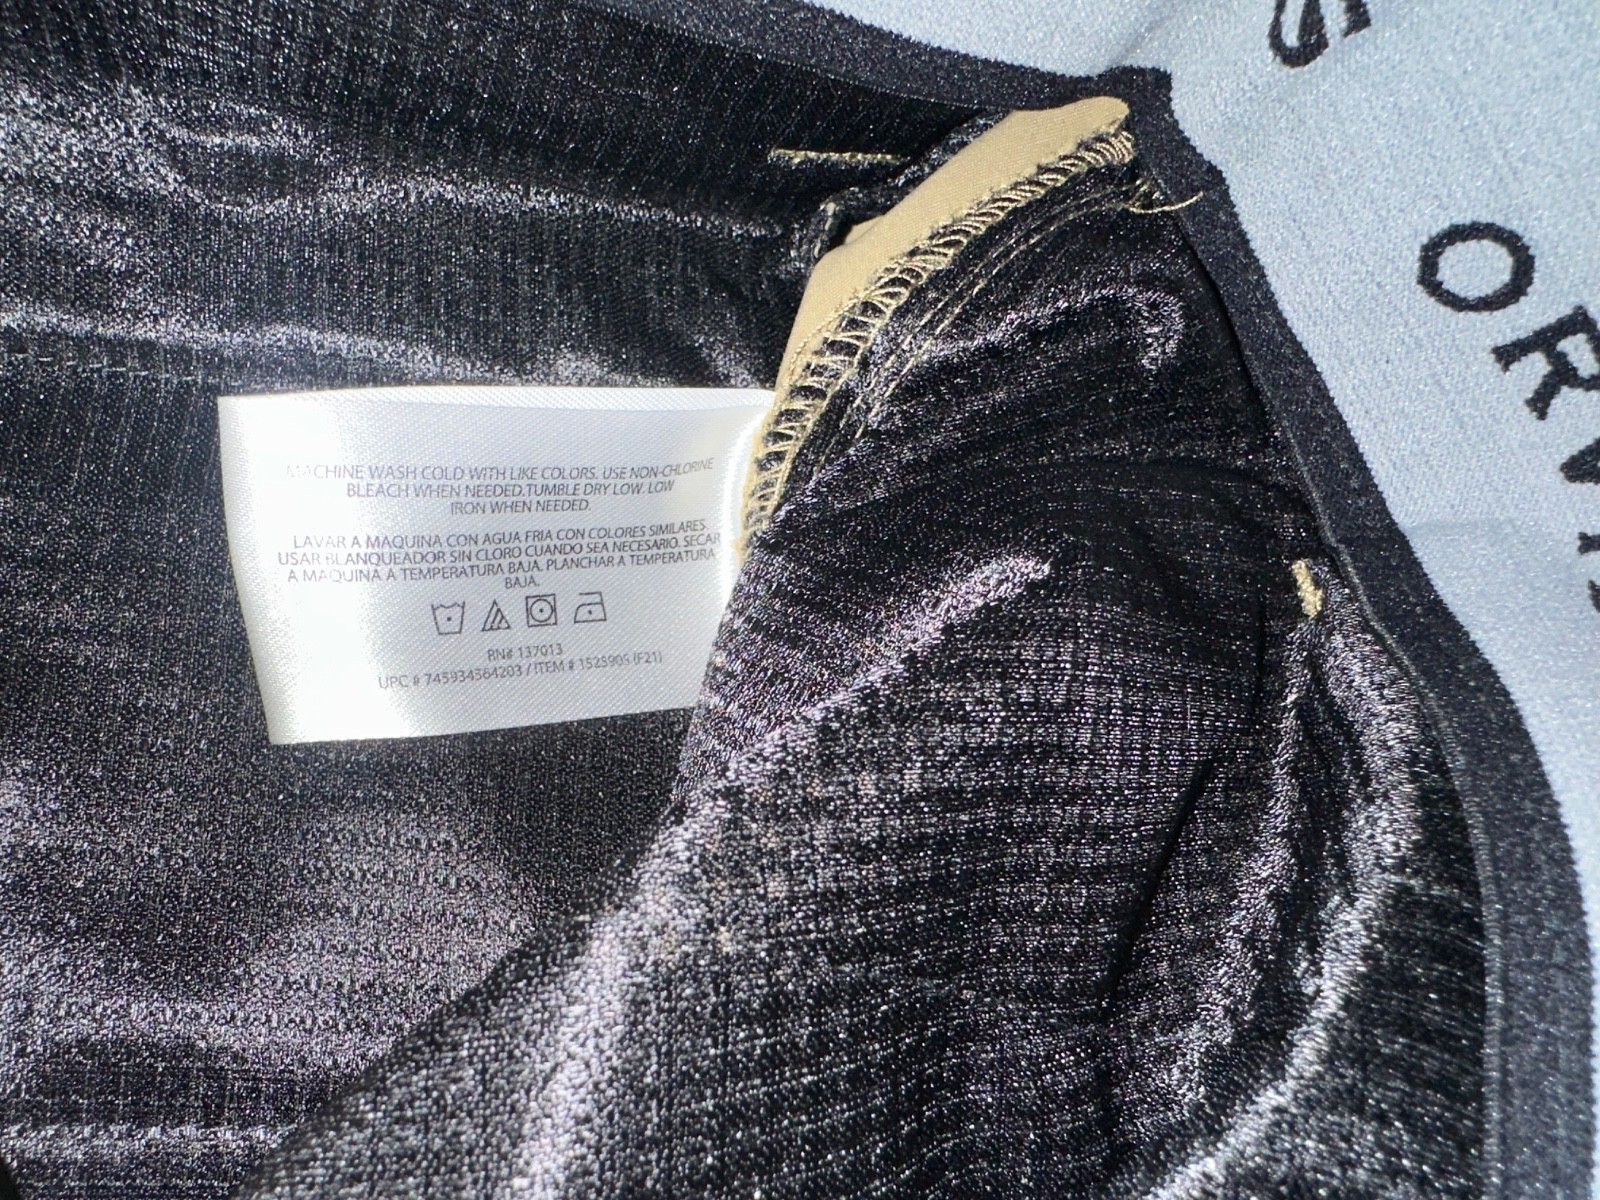 ORVIS
MACHINE WASH COLD WITH LIKE COLORS. USE NON-CHLORINE
BLEACH WHEN NEEDED.TUMBLE DRY LOW. LOW
IRON WHEN NEEDED.
LAVAR A MAQUINA CON AGUA FRIA CON COLORES SIMILARES
USAR BLANQUEADOR SIN CLORO CUANDO SEA NECESARIO. SECAR
A MAQUINA A TEMPERATURA BAJA. PLANCHAR A TEMPERATURA
BAJA.
RN# 137013
UPC # 745934564203 / ITEM # 1525905 (F21)